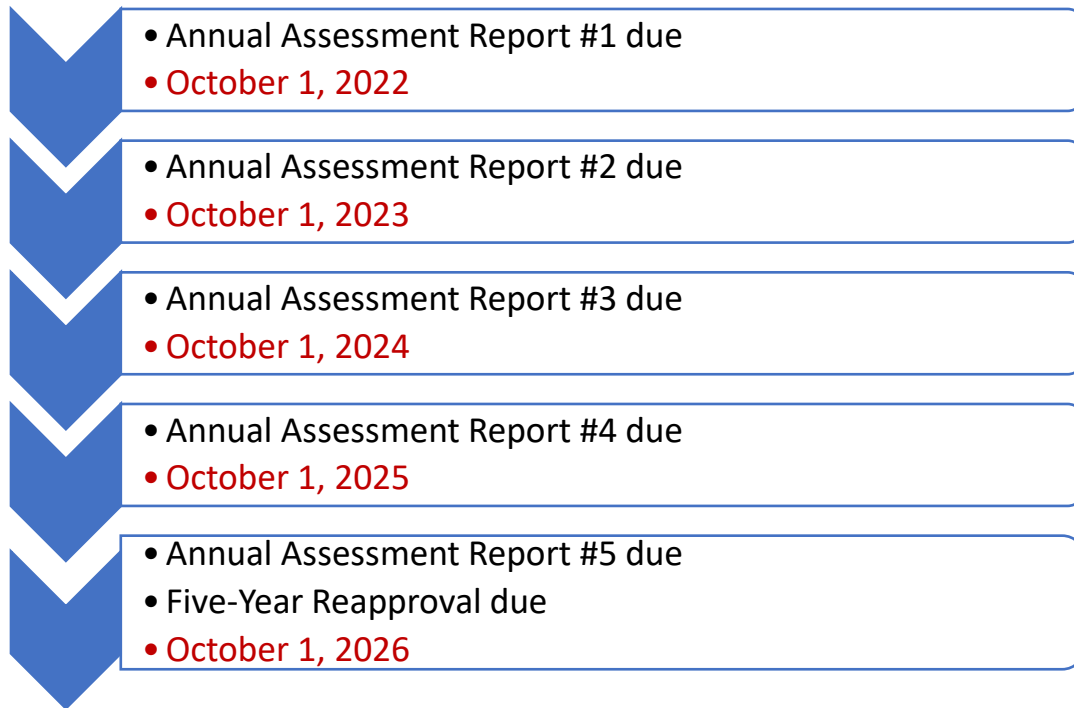 • Annual Assessment Report #1 due
• October 1, 2022
• Annual Assessment Report #2 due
• October 1, 2023
• Annual Assessment Report #3 due
• October 1, 2024
• Annual Assessment Report #4 due
• October 1, 2025
• Annual Assessment Report #5 due
• Five-Year Reapproval due
• October 1, 2026